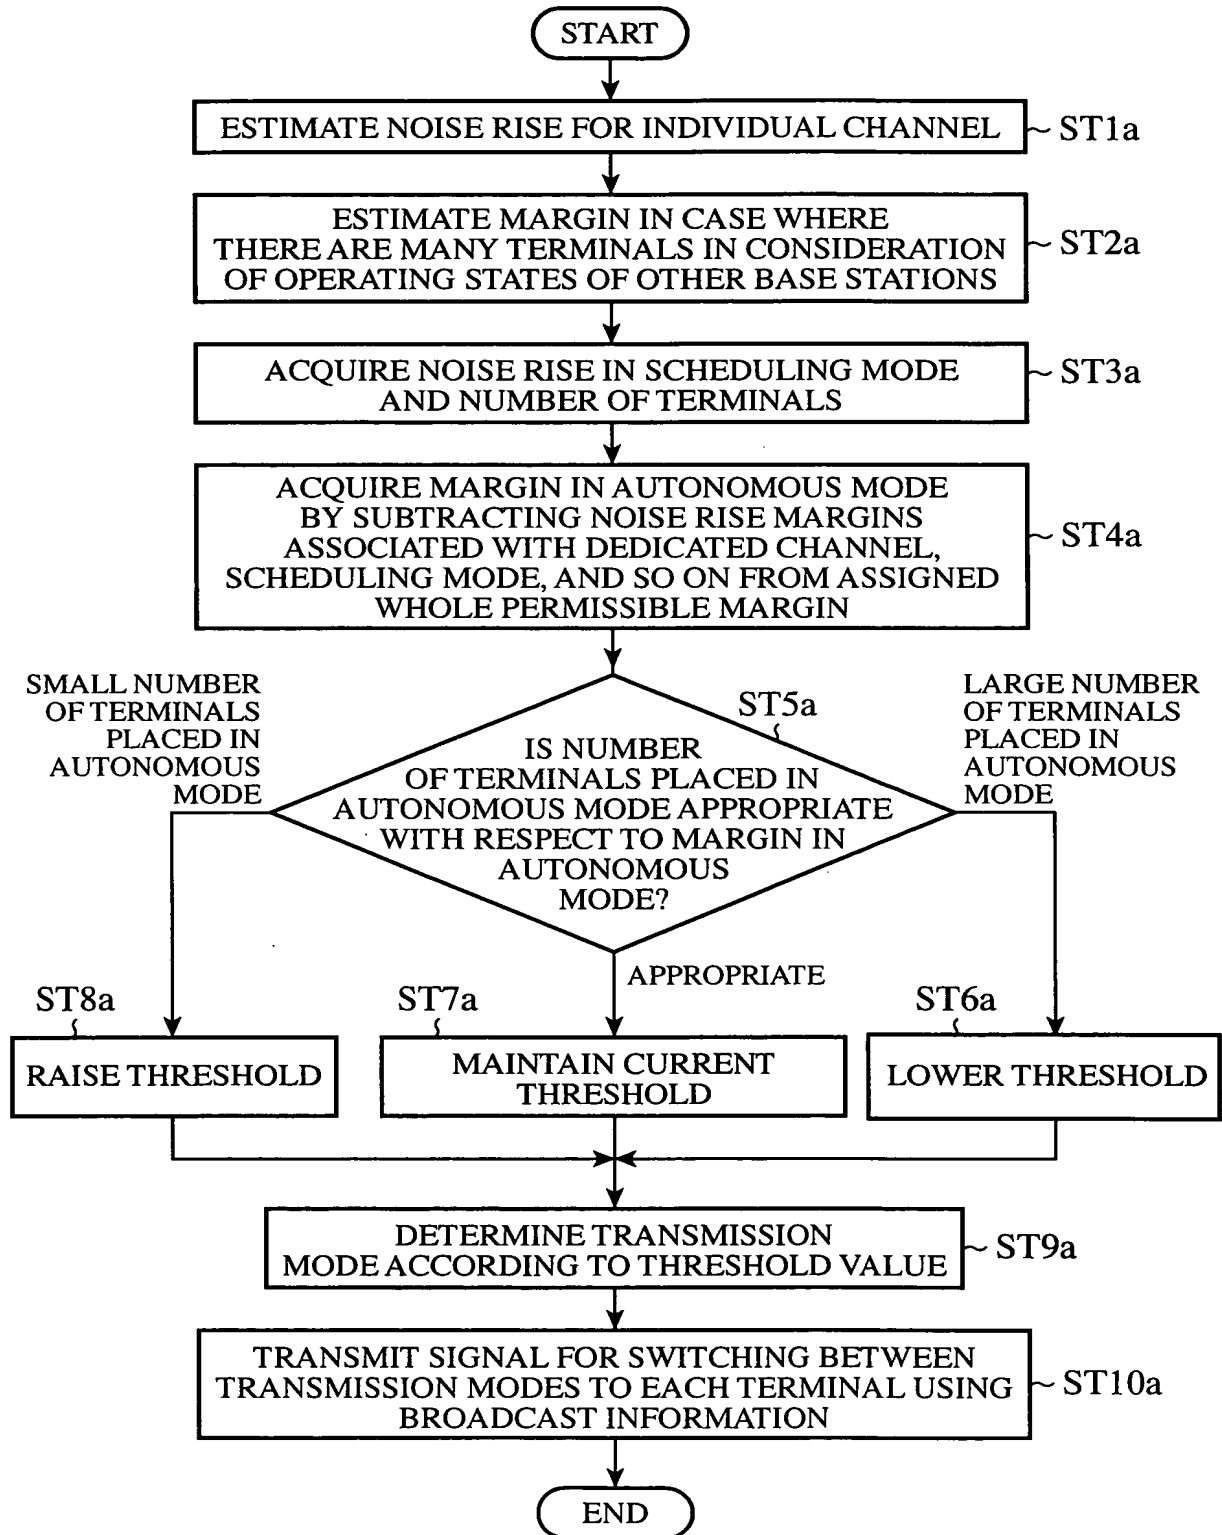 START
ESTIMATE NOISE RISE FOR INDIVIDUAL CHANNEL
ST1a
ESTIMATE MARGIN IN CASE WHERE
THERE ARE MANY TERMINALS IN CONSIDERATION
OF OPERATING STATES OF OTHER BASE STATIONS
ST2a
ACQUIRE NOISE RISE IN SCHEDULING MODE
AND NUMBER OF TERMINALS
ST3a
ACQUIRE MARGIN IN AUTONOMOUS MODE
BY SUBTRACTING NOISE RISE MARGINS
ASSOCIATED WITH DEDICATED CHANNEL,
SCHEDULING MODE, AND SO ON FROM ASSIGNED
WHOLE PERMISSIBLE MARGIN
ST4a
SMALL NUMBER
OF TERMINALS
PLACED IN
AUTONOMOUS
MODE
ST5a
IS NUMBER
OF TERMINALS PLACED IN
AUTONOMOUS MODE APPROPRIATE
WITH RESPECT TO MARGIN IN
AUTONOMOUS
MODE?
LARGE NUMBER
OF TERMINALS
PLACED IN
AUTONOMOUS
MODE
APPROPRIATE
ST8a
RAISE THRESHOLD
ST7a
MAINTAIN CURRENT
THRESHOLD
ST6a
LOWER THRESHOLD
DETERMINE TRANSMISSION
MODE ACCORDING TO THRESHOLD VALUE
ST9a
TRANSMIT SIGNAL FOR SWITCHING BETWEEN
TRANSMISSION MODES TO EACH TERMINAL USING
BROADCAST INFORMATION
ST10a
END